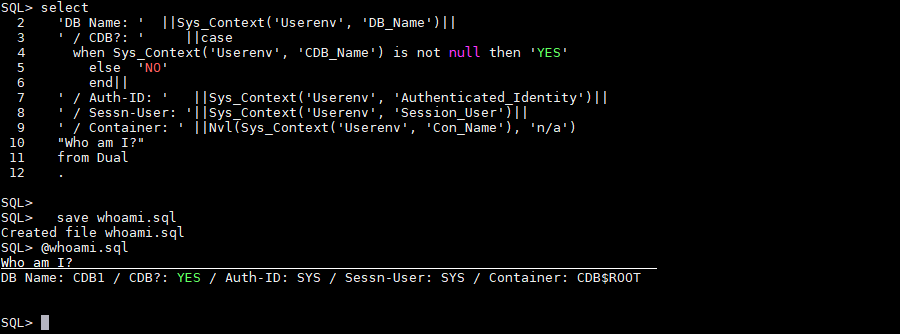 SQL> select
  2    'DB Name: '  ||Sys_Context('Userenv', 'DB_Name')||
  3    ' / CDB?: '     ||case
  4      when Sys_Context('Userenv', 'CDB_Name') is not null then 'YES'
  5        else  'NO'
  6        end||
  7    ' / Auth-ID: '   ||Sys_Context('Userenv', 'Authenticated_Identity')||
  8    ' / Sessn-User: '||Sys_Context('Userenv', 'Session_User')||
  9    ' / Container: ' ||Nvl(Sys_Context('Userenv', 'Con_Name'), 'n/a')
 10    "Who am I?"
 11    from Dual
 12    .
SQL>
SQL>   save whoami.sql
Created file whoami.sql
SQL> @whoami.sql
Who am I?
DB Name: CDB1 / CDB?: YES / Auth-ID: SYS / Sessn-User: SYS / Container: CDB$ROOT
SQL>